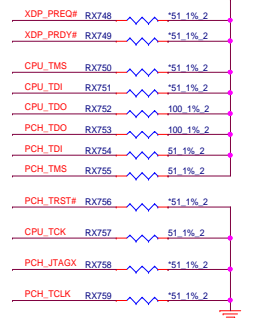 XDP_PREQ# RX748 *51_1%_2
XDP_PRDY# RX749 *51_1%_2
CPU_TMS RX750 *51_1%_2
CPU_TDI RX751 *51_1%_2
CPU_TDO RX752 100_1%_2
PCH_TDO RX753 100_1%_2
PCH_TDI RX754 51_1%_2
PCH_TMS RX755 51_1%_2
PCH_TRST# RX756 *51_1%_2
CPU_TCK RX757 51_1%_2
PCH_JTAGX RX758 *51_1%_2
PCH_TCLK RX759 *51_1%_2